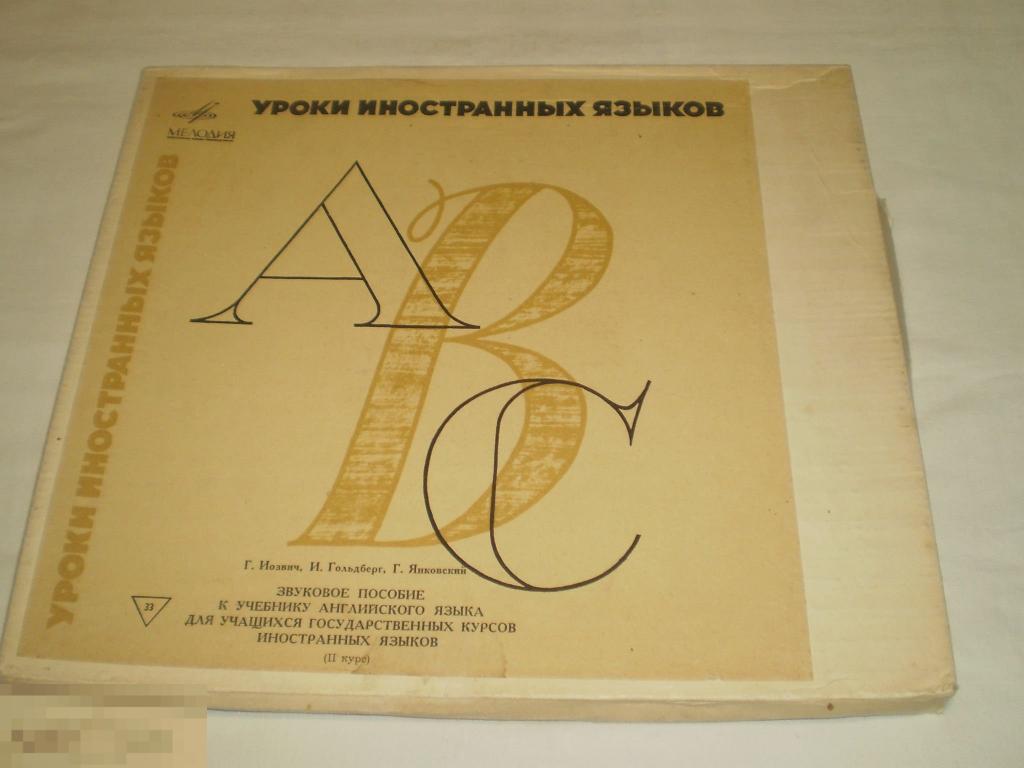 МЕЛОДИЯ
УРОКИ ИНОСТРАННЫХ ЯЗЫКОВ
УРОКИ ИНОСТРАННЫХ ЯЗЫКОВ
A
B
C
Г. Иозвич, И. Гольдберг, Г. Янковский
ЗВУКОВОЕ ПОСОБИЕ
К УЧЕБНИКУ АНГЛИЙСКОГО ЯЗЫКА
ДЛЯ УЧАЩИХСЯ ГОСУДАРСТВЕННЫХ КУРСОВ
ИНОСТРАННЫХ ЯЗЫКОВ
(II курс)
33